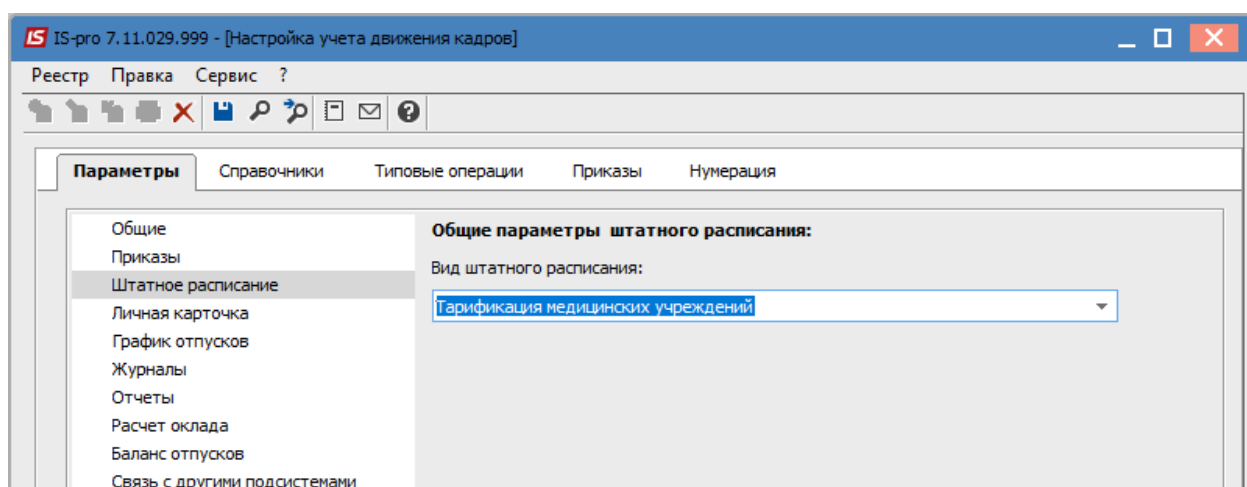 IS IS-pro 7.11.029.999 - [Настройка учета движения кадров]
Реестр Правка Сервис ?
Параметры Справочники Типовые операции Приказы Нумерация
Общие
Приказы
Штатное расписание
Личная карточка
График отпусков
Журналы
Отчеты
Расчет оклада
Баланс отпусков
Связь с другими подсистемами
Общие параметры штатного расписания:
Вид штатного расписания:
Тарификация медицинских учреждений